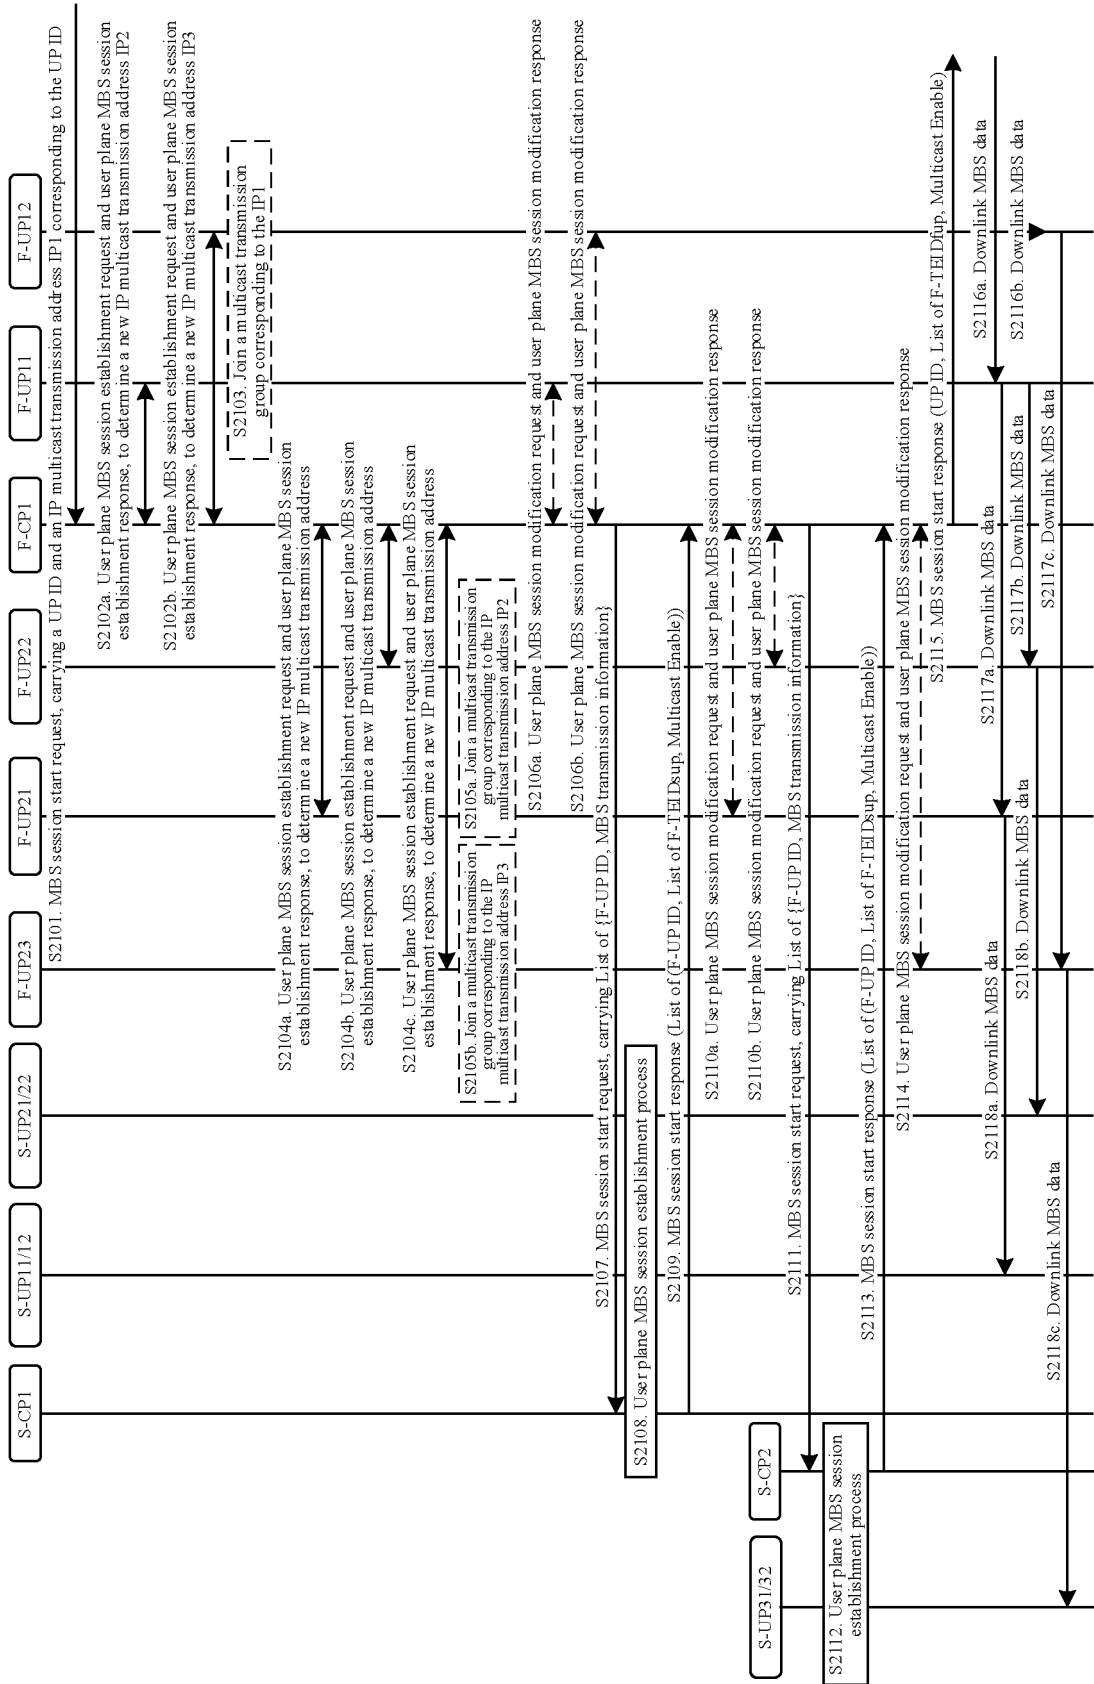 S-UP31/32
S-CP2
S-CP1
S-UP11/12
S-UP21/22
F-UP23
F-UP21
F-UP22
F-CP1
F-UP11
F-UP12
S2101. MBS session start request, carrying a UP ID and an IP multicast transmission address IP1 corresponding to the UP ID
S2102a. User plane MBS session establishment request and user plane MBS session
establishment response, to determine a new IP multicast transmission address IP2
S2102b. User plane MBS session establishment request and user plane MBS session
establishment response, to determine a new IP multicast transmission address IP3
S2103. Join a multicast transmission
group corresponding to the IP1
S2104a. User plane MBS session establishment request and user plane MBS session
establishment response, to determine a new IP multicast transmission address
S2104b. User plane MBS session establishment request and user plane MBS session
establishment response, to determine a new IP multicast transmission address
S2104c. User plane MBS session establishment request and user plane MBS session
establishment response, to determine a new IP multicast transmission address
S2105b. Join a multicast transmission
group corresponding to the IP
multicast transmission address IP3
S2105a. Join a multicast transmission
group corresponding to the IP
multicast transmission address IP2
S2106a. User plane MBS session modification request and user plane MBS session modification response
S2106b. User plane MBS session modification request and user plane MBS session modification response
S2107. MBS session start request, carrying List of {F-UP ID, MBS transmission information}
S2108. User plane MBS session establishment process
S2109. MBS session start response (List of (F-UP ID, List of F-TEIDsup, Multicast Enable))
S2110a. User plane MBS session modification request and user plane MBS session modification response
S2110b. User plane MBS session modification request and user plane MBS session modification response
S2111. MBS session start request, carrying List of {F-UP ID, MBS transmission information}
S2112. User plane MBS session
establishment process
S2113. MBS session start response (List of (F-UP ID, List of F-TEIDsup, Multicast Enable))
S2114. User plane MBS session modification request and user plane MBS session modification response
S2115. MBS session start response (UP ID, List of F-TEIDfup, Multicast Enable)
S2116a. Downlink MBS data
S2116b. Downlink MBS data
S2117a. Downlink MBS data
S2117b. Downlink MBS data
S2117c. Downlink MBS data
S2118a. Downlink MBS data
S2118b. Downlink MBS data
S2118c. Downlink MBS data